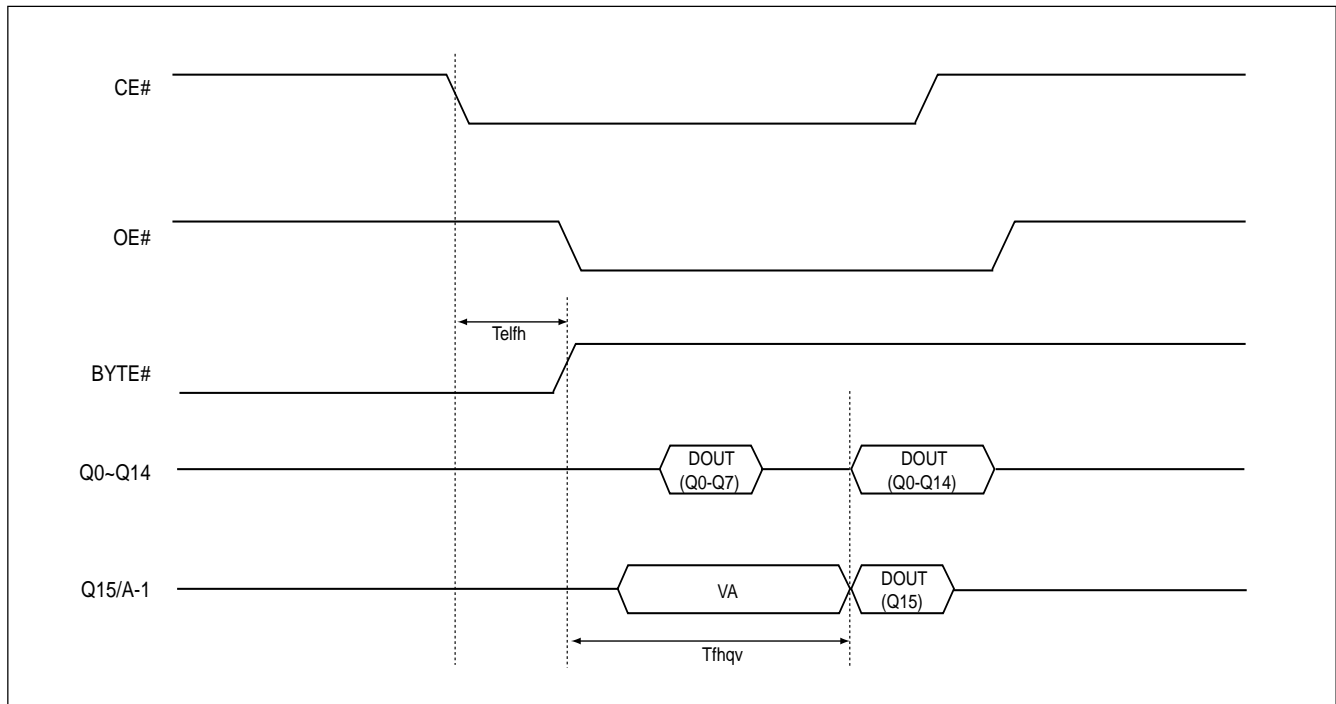 CE#
OE#
Telfh
BYTE#
Q0~Q14
DOUT
(Q0-Q7)
DOUT
(Q0-Q14)
Q15/A-1
VA
DOUT
(Q15)
Tfhqv